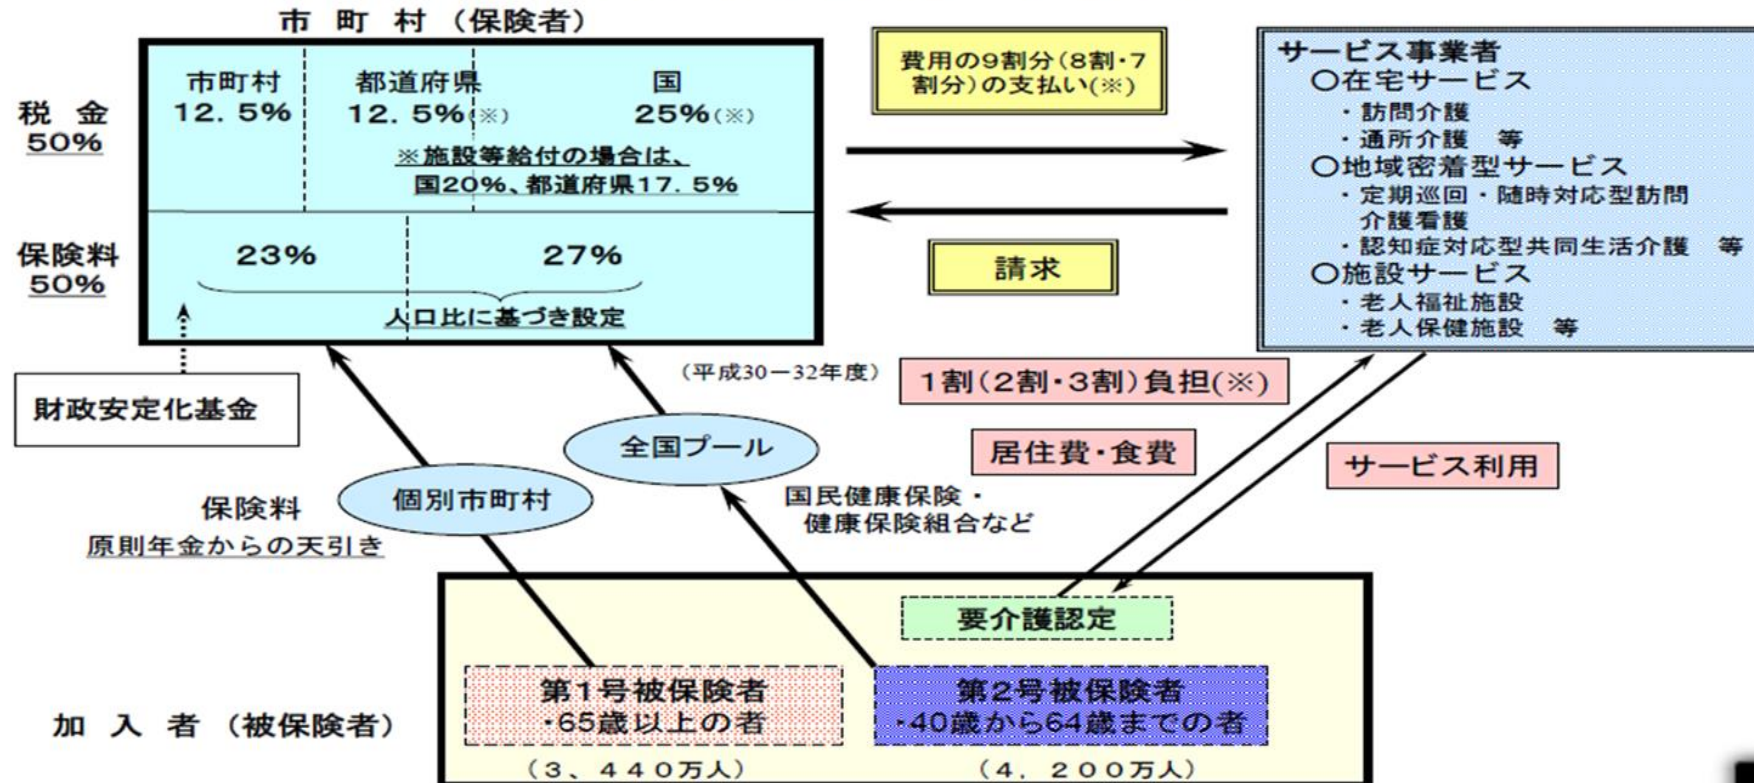 市 町 村（保険者）
税 金
50%
市町村
12. 5%
都道府県
12. 5%(※)
国
25%(※)
※施設等給付の場合は、
国20%、都道府県17. 5%
保険料
50%
23%
27%
人口比に基づき設定
費用の9割分(8割・7
割分)の支払い(※)
請求
サービス事業者
○在宅サービス
・訪問介護
・通所介護 等
○地域密着型サービス
・定期巡回・随時対応型訪問
介護看護
・認知症対応型共同生活介護 等
○施設サービス
・老人福祉施設
・老人保健施設 等
財政安定化基金
（平成30－32年度）
1割(2割・3割)負担(※)
全国プール
居住費・食費
サービス利用
個別市町村
国民健康保険・
健康保険組合など
保険料
原則年金からの天引き
要介護認定
第1号被保険者
・65歳以上の者
第2号被保険者
・40歳から64歳までの者
加 入 者 （被保険者）
（3、440万人）
（4, 200万人）